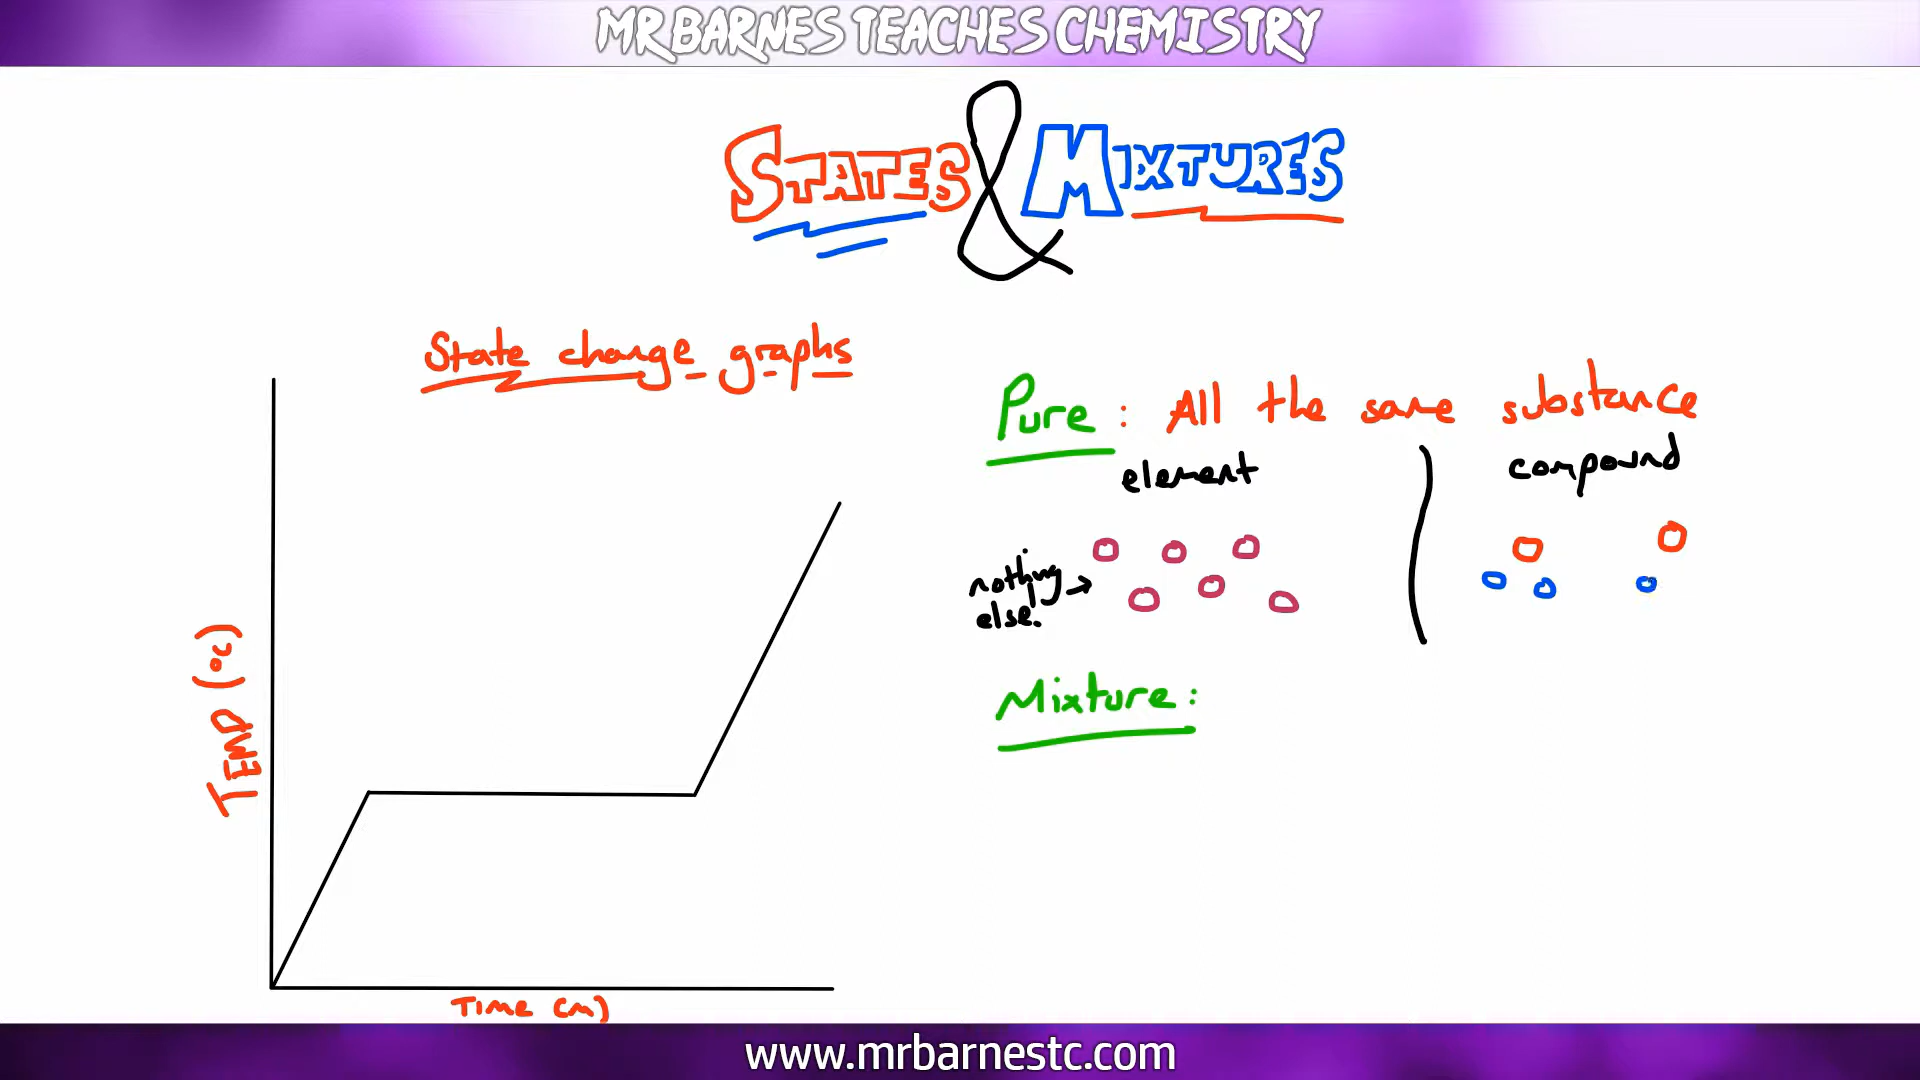 MR BARNES TEACHES CHEMISTRY
STATES & MIXTURES
State change graphs
Pure: All the same substance
element
compound
nothing
else.
Mixture:
TEMP (°C)
Time (m)
www.mrbarnestc.com